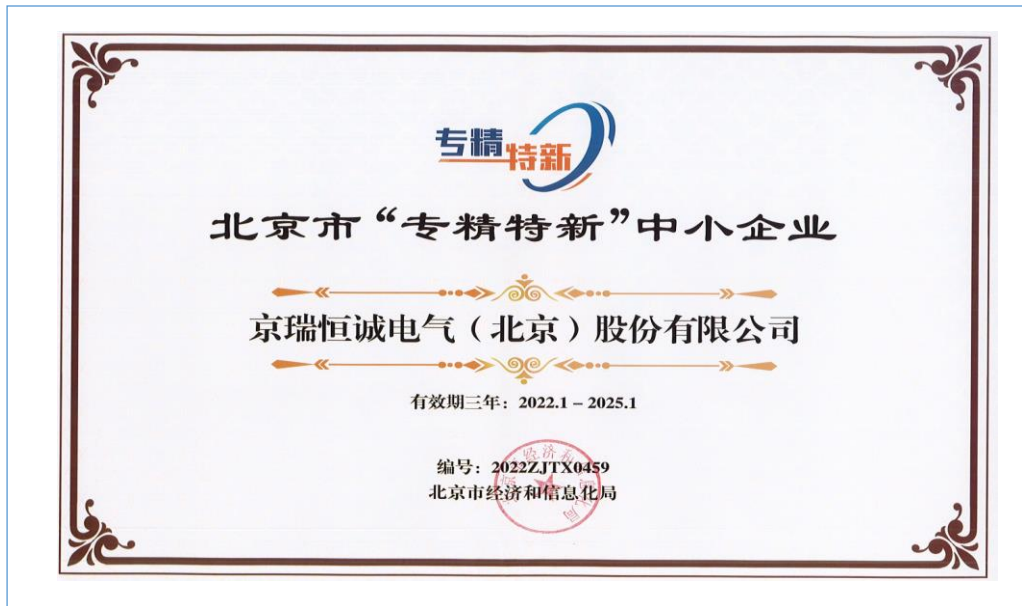 专精特新
北京市“专精特新”中小企业
京瑞恒诚电气（北京）股份有限公司
有效期三年：2022.1－2025.1
编号：2022ZJTX0459
北京市经济和信息化局